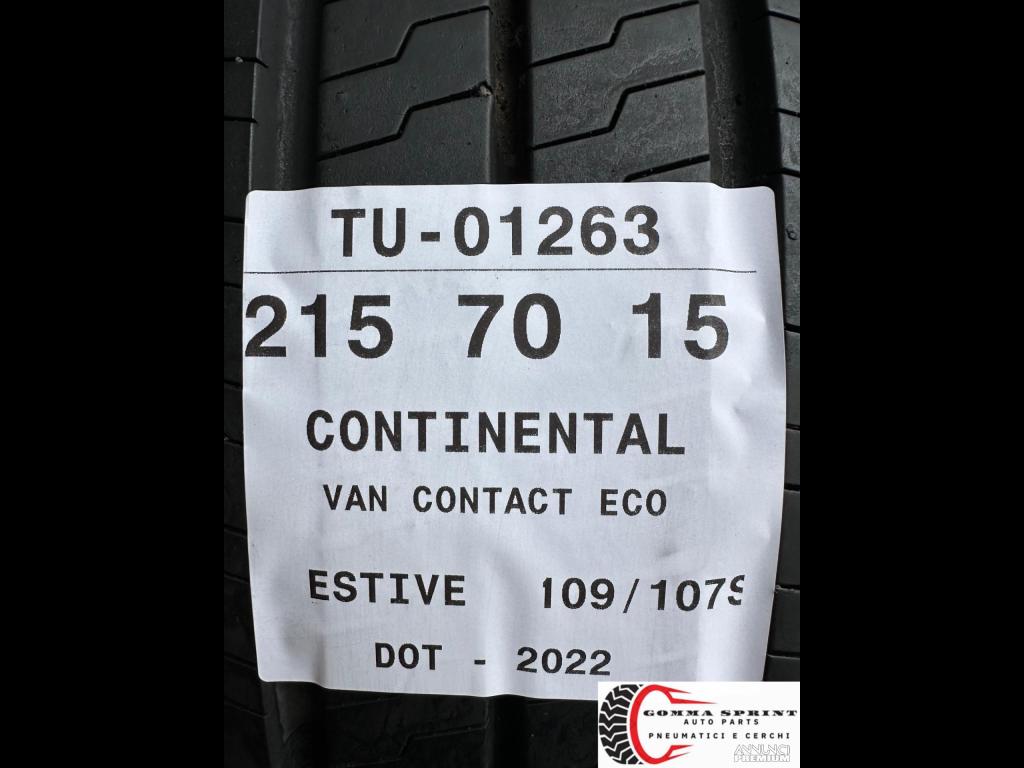 TU-01263
215 70 15
CONTINENTAL
VAN CONTACT ECO
ESTIVE 109/107S
DOT - 2022
GOMMA SPRINT
AUTO PARTS
PNEUMATICI E CERCHI
ANNUNCI
PREMIUM